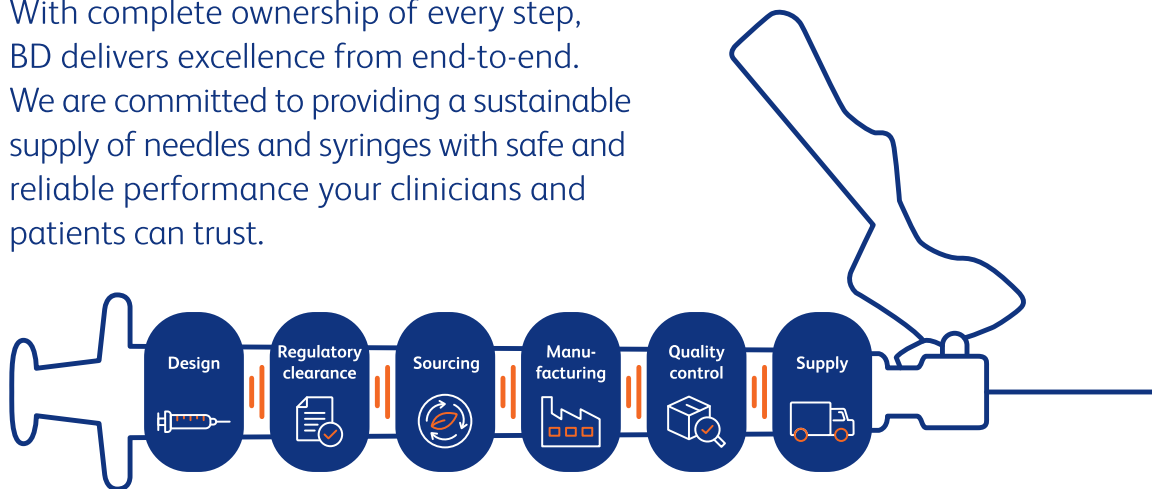 With complete ownership of every step,
BD delivers excellence from end-to-end.
We are committed to providing a sustainable
supply of needles and syringes with safe and
reliable performance your clinicians and
patients can trust.
Design
Regulatory
clearance
Sourcing
Manu-
facturing
Quality
control
Supply